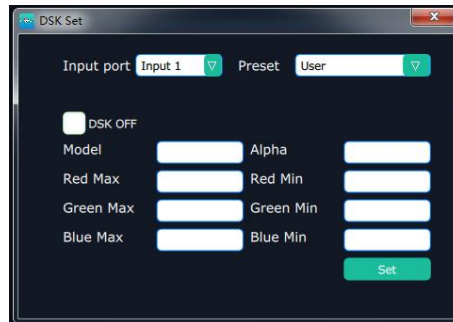 DSK Set
Input port Input 1 Preset User
DSK OFF
Model Alpha
Red Max Red Min
Green Max Green Min
Blue Max Blue Min
Set